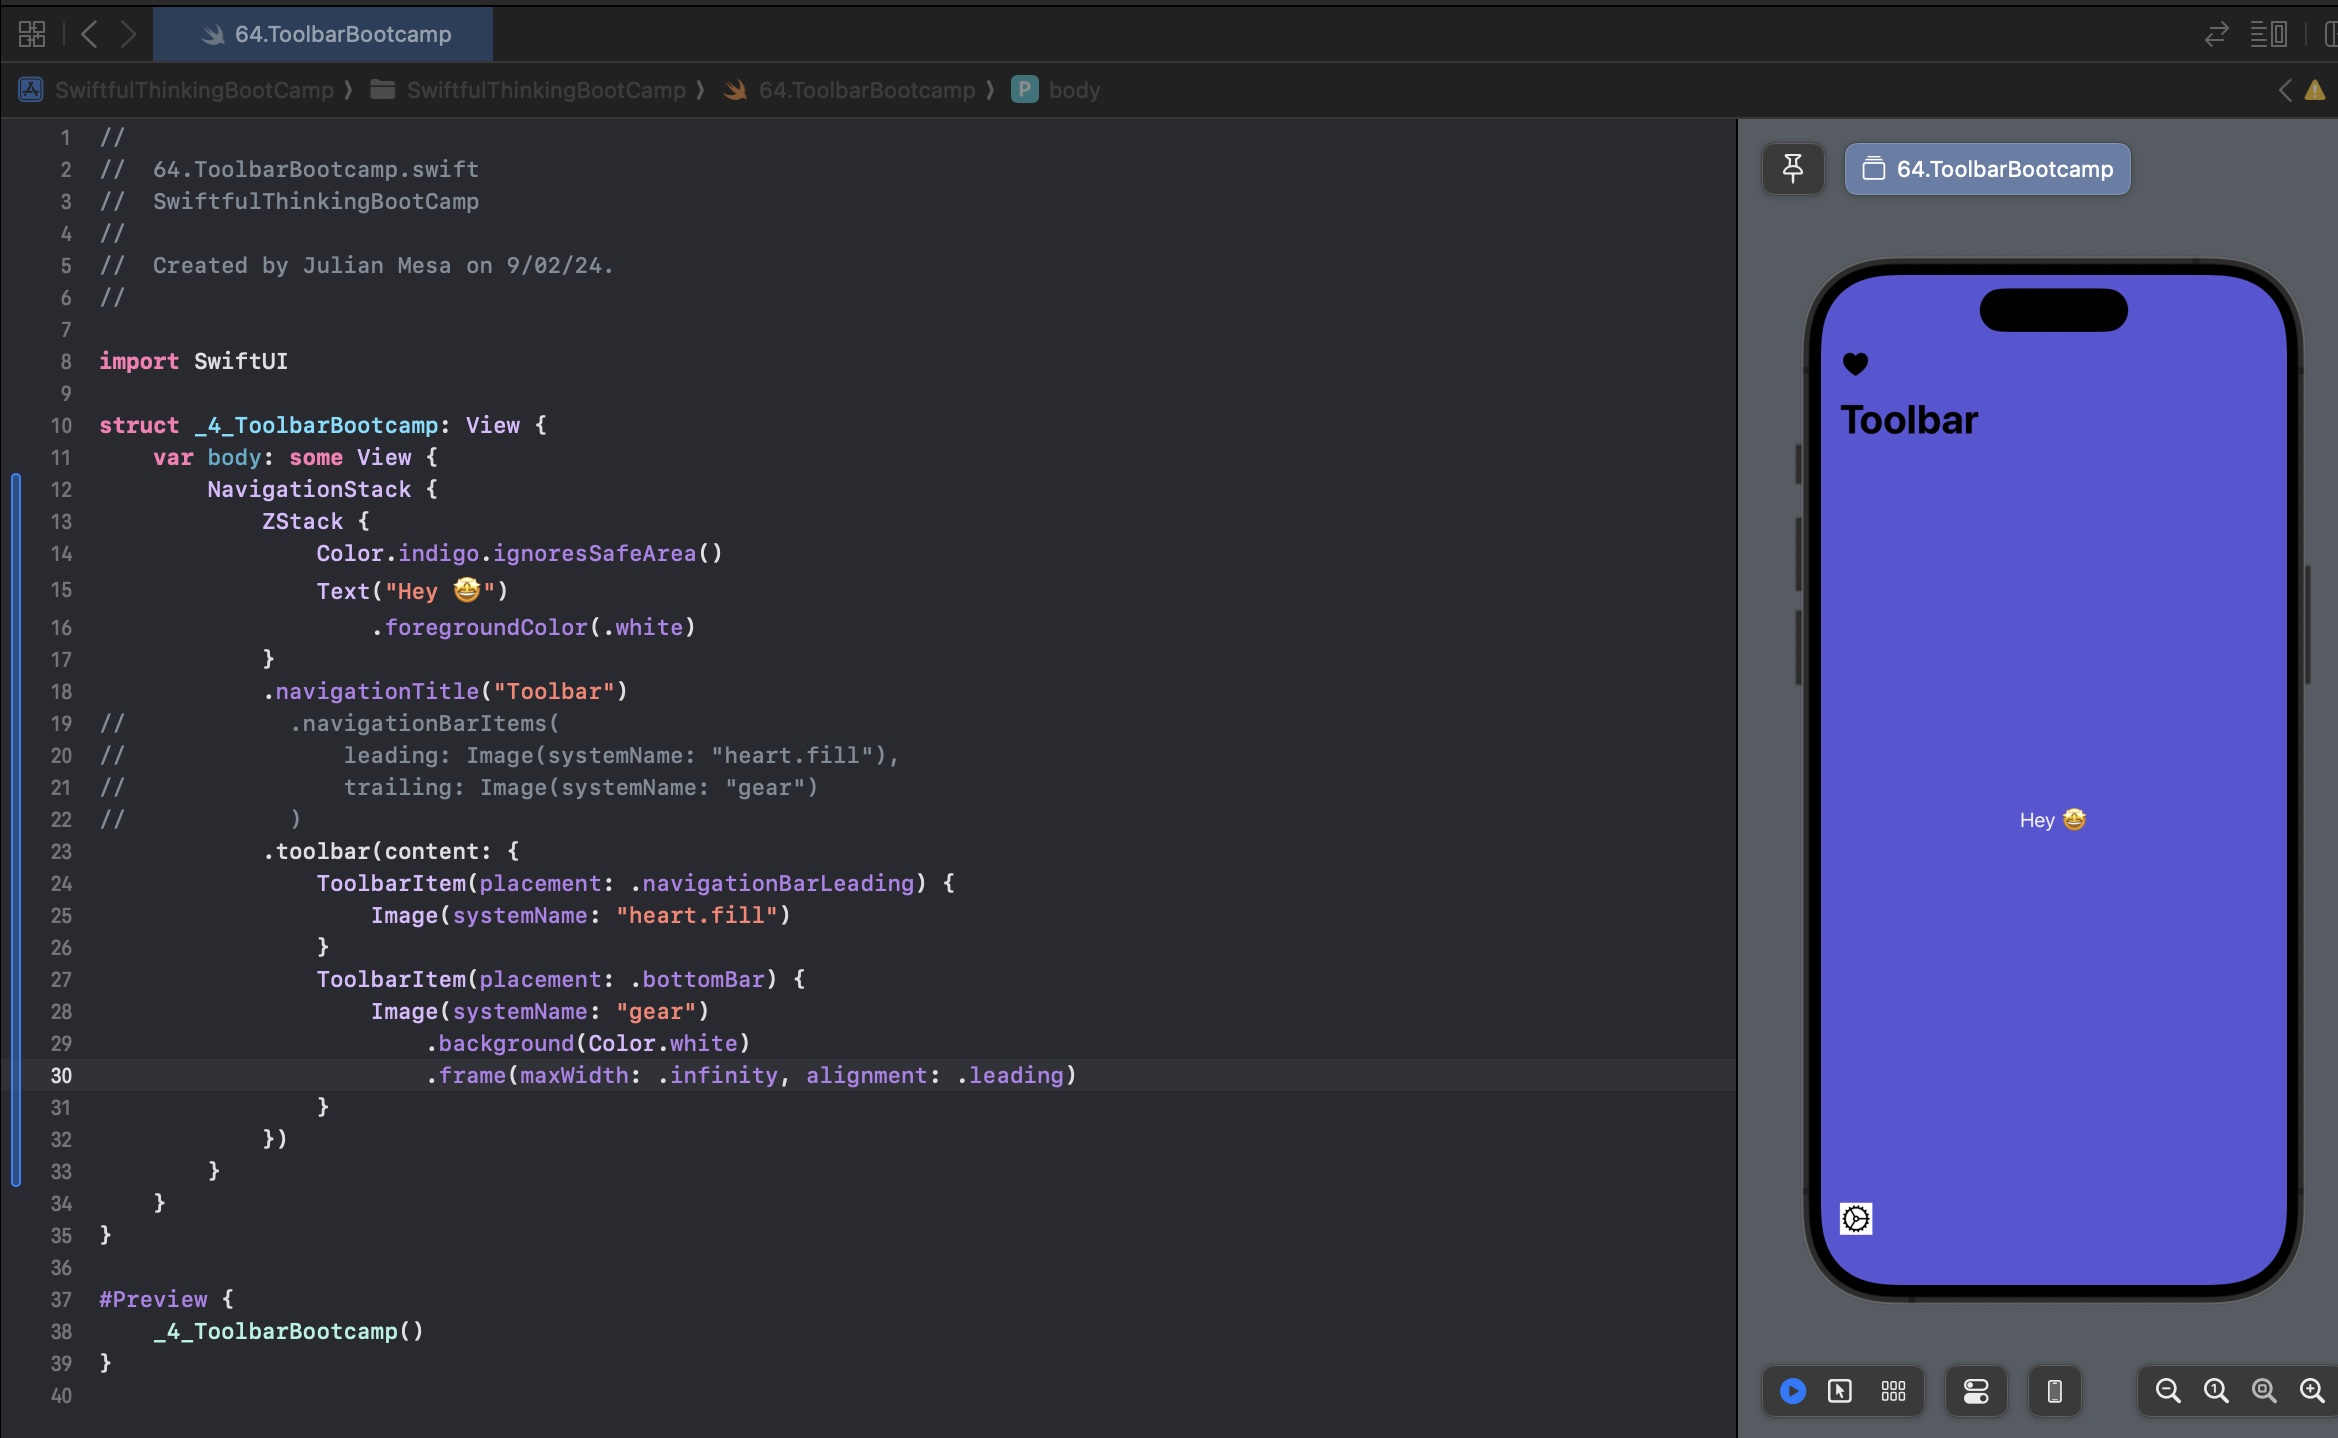 64.ToolbarBootcamp
SwiftfulThinkingBootCamp ⟩ SwiftfulThinkingBootCamp ⟩ 64.ToolbarBootcamp ⟩ P body
1 //
2 //  64.ToolbarBootcamp.swift
3 //  SwiftfulThinkingBootCamp
4 //
5 //  Created by Julian Mesa on 9/02/24.
6 //
7
8 import SwiftUI
9
10 struct _4_ToolbarBootcamp: View {
11     var body: some View {
12         NavigationStack {
13             ZStack {
14                 Color.indigo.ignoresSafeArea()
15                 Text("Hey 🤩")
16                     .foregroundColor(.white)
17             }
18             .navigationTitle("Toolbar")
19 //            .navigationBarItems(
20 //                leading: Image(systemName: "heart.fill"),
21 //                trailing: Image(systemName: "gear")
22 //            )
23             .toolbar(content: {
24                 ToolbarItem(placement: .navigationBarLeading) {
25                     Image(systemName: "heart.fill")
26                 }
27                 ToolbarItem(placement: .bottomBar) {
28                     Image(systemName: "gear")
29                         .background(Color.white)
30                         .frame(maxWidth: .infinity, alignment: .leading)
31                 }
32             })
33         }
34     }
35 }
36
37 #Preview {
38     _4_ToolbarBootcamp()
39 }
40
64.ToolbarBootcamp
Toolbar
Hey 🤩